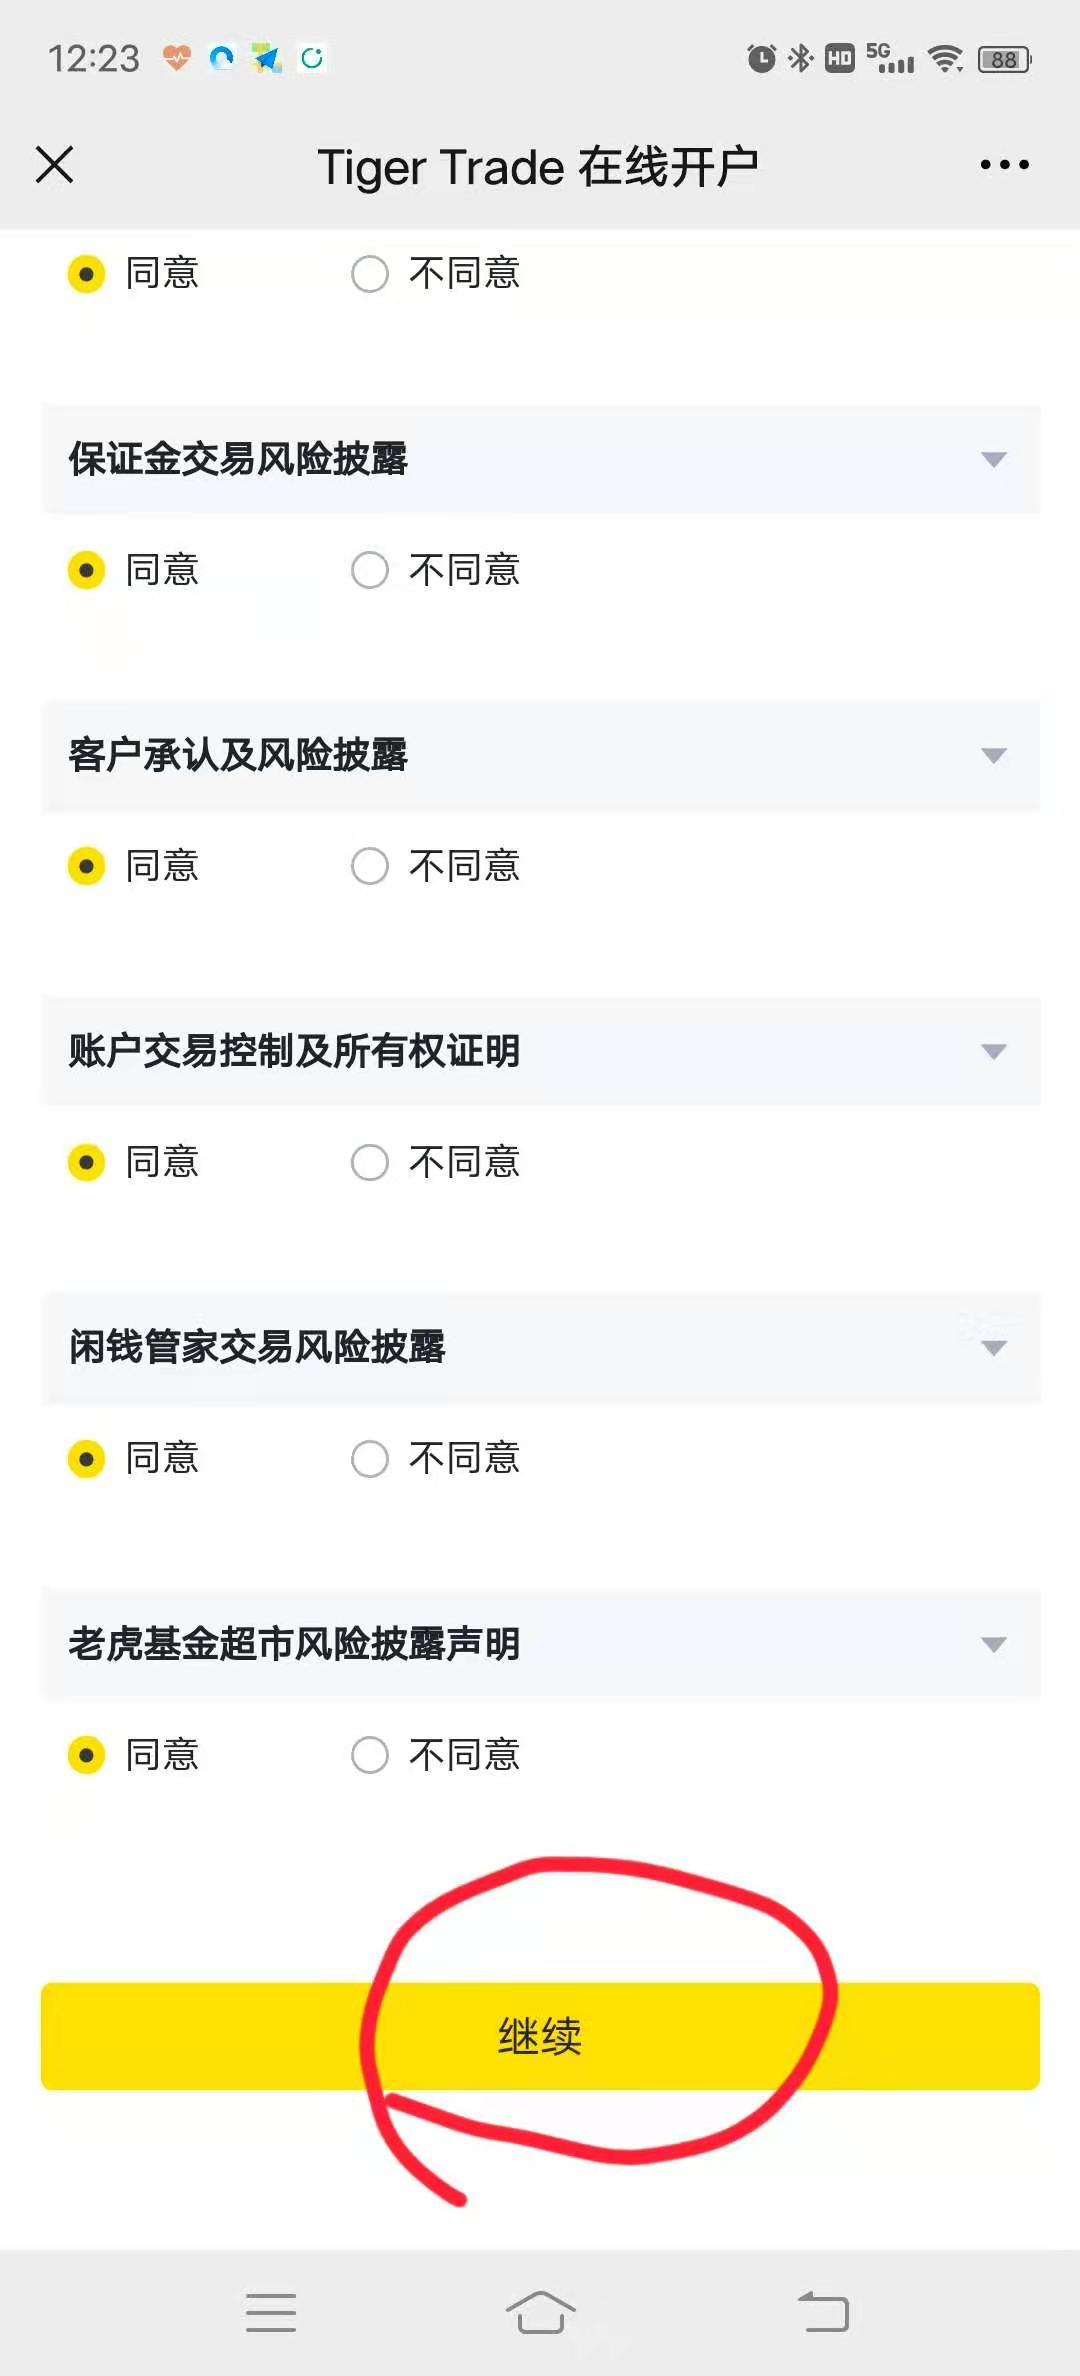 12:23
HD
5G
88
Tiger Trade 在线开户
同意 不同意
保证金交易风险披露
同意 不同意
客户承认及风险披露
同意 不同意
账户交易控制及所有权证明
同意 不同意
闲钱管家交易风险披露
同意 不同意
老虎基金超市风险披露声明
同意 不同意
继续